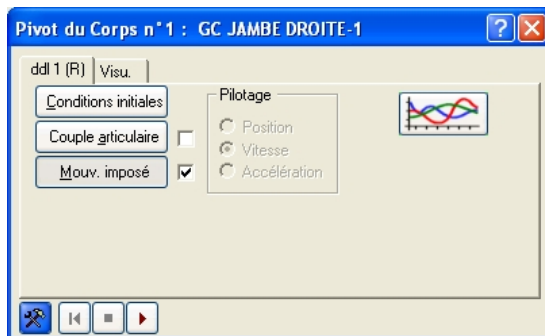 Pivot du Corps n°1 : GC JAMBE DROITE-1
ddl 1 (R) Visu.
Conditions initiales
Pilotage
Couple articulaire
Position
Vitesse
Mouv. imposé
Accélération